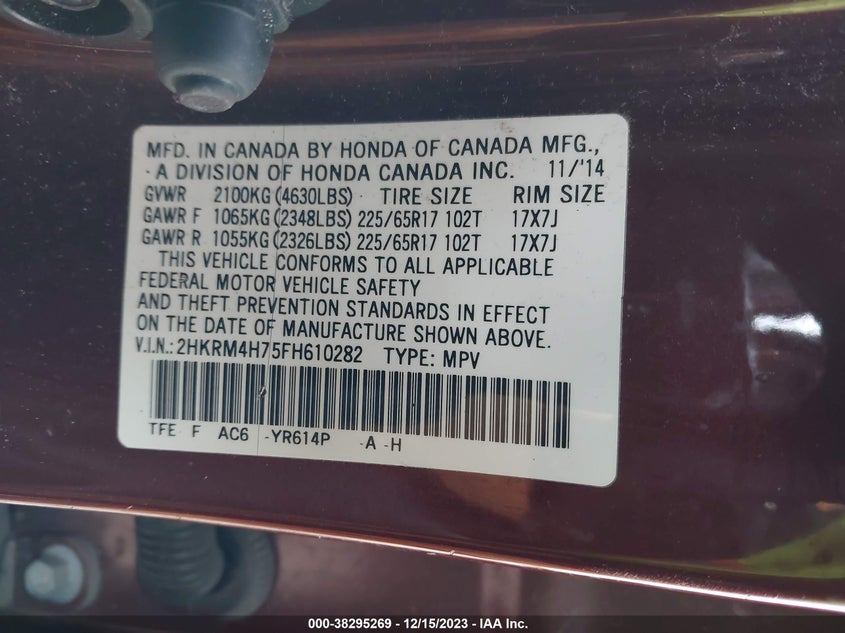 MFD. IN CANADA BY HONDA OF CANADA MFG.,
A DIVISION OF HONDA CANADA INC. 11/'14
GVWR 2100KG (4630LBS) TIRE SIZE RIM SIZE
GAWR F 1065KG (2348LBS) 225/65R17 102T 17X7J
GAWR R 1055KG (2326LBS) 225/65R17 102T 17X7J
THIS VEHICLE CONFORMS TO ALL APPLICABLE
FEDERAL MOTOR VEHICLE SAFETY
AND THEFT PREVENTION STANDARDS IN EFFECT
ON THE DATE OF MANUFACTURE SHOWN ABOVE.
V.I.N.: 2HKRM4H75FH610282 TYPE: MPV
TFE F AC6 -YR614P -A -H
000-38295269 - 12/15/2023 - IAA Inc.